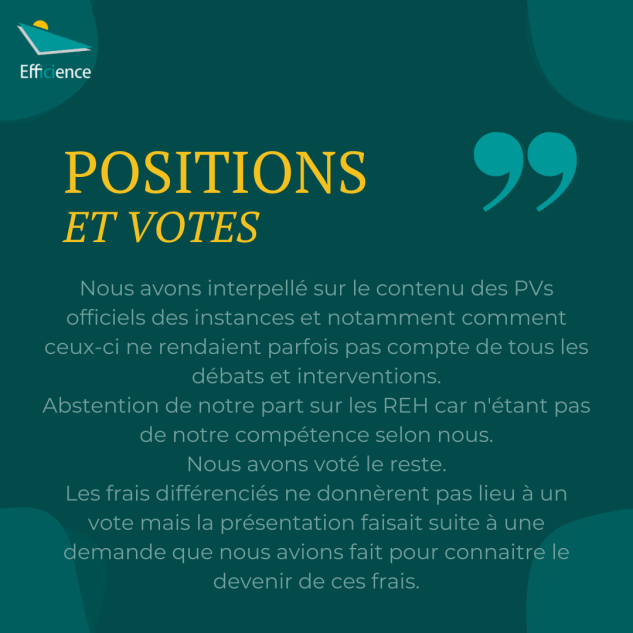 Efficience
POSITIONS
ET VOTES
Nous avons interpellé sur le contenu des PVs
officiels des instances et notamment comment
ceux-ci ne rendaient parfois pas compte de tous les
débats et interventions.
Abstention de notre part sur les REH car n'étant pas
de notre compétence selon nous.
Nous avons voté le reste.
Les frais différenciés ne donnèrent pas lieu à un
vote mais la présentation faisait suite à une
demande que nous avions fait pour connaitre le
devenir de ces frais.